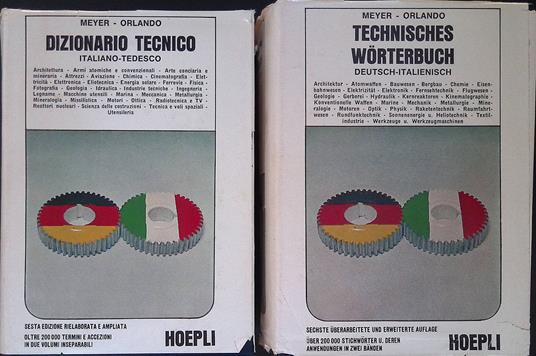 MEYER - ORLANDO
DIZIONARIO TECNICO
ITALIANO-TEDESCO
Architettura - Armi atomiche e convenzionali - Arte conciaria e
mineraria - Attrezzi - Aviazione - Chimica - Cinematografia - Elet-
tricità - Elettronica - Eliotecnica - Energia solare - Ferrovie - Fisica
Fotografia - Geologia - Idraulica - Industrie tecniche - Ingegneria
Legname - Macchine utensili - Marina - Meccanica - Metallurgia
Mineralogia - Missilistica - Motori - Ottica - Radiotecnica e TV -
Reattori nucleari - Scienza delle costruzioni - Tecnica e voli spaziali -
Utensileria
SESTA EDIZIONE RIELABORATA E AMPLIATA
OLTRE 200 000 TERMINI E ACCEZIONI
IN DUE VOLUMI INSEPARABILI
HOEPLI
MEYER - ORLANDO
TECHNISCHES
WÖRTERBUCH
DEUTSCH-ITALIENISCH
Architektur - Atomwaffen - Bauwesen - Bergbau - Chemie - Eisen-
bahnwesen - Elektrizität - Elektronik - Fernsehtechnik - Flugwesen
Geologie - Gerberei - Hydraulik - Kernreaktoren - Kinematographie -
Konventionelle Waffen - Marine - Mechanik - Metallurgie - Mine-
ralogie - Motoren - Optik - Physik - Raketentechnik - Raumfahrt-
wesen - Rundfunktechnik - Sonnenenergie u. Heliotechnik - Textil-
industrie - Werkzeuge u. Werkzeugmaschinen
SECHSTE ÜBERARBEITETE UND ERWEITERTE AUFLAGE
ÜBER 200 000 STICHWÖRTER U. DEREN
ANWENDUNGEN IN ZWEI BÄNDEN
HOEPLI